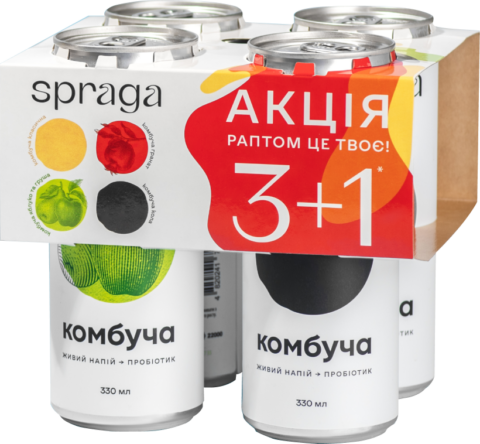 spraga
АКЦІЯ
РАПТОМ ЦЕ ТВОЄ!
3+1*
комбуча
живий напій → пробіотик
330 мл
комбуча
живий напій → пробіотик
330 мл